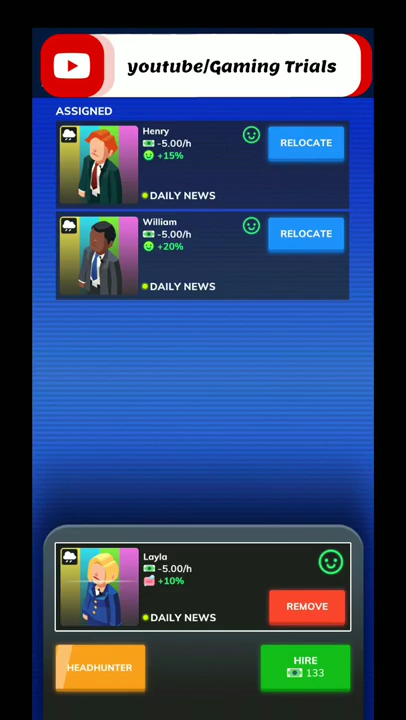 youtube/Gaming Trials
ASSIGNED
Henry
-5.00/h
+15%
RELOCATE
DAILY NEWS
William
-5.00/h
+20%
RELOCATE
DAILY NEWS
Layla
-5.00/h
+10%
REMOVE
DAILY NEWS
HEADHUNTER
HIRE
133